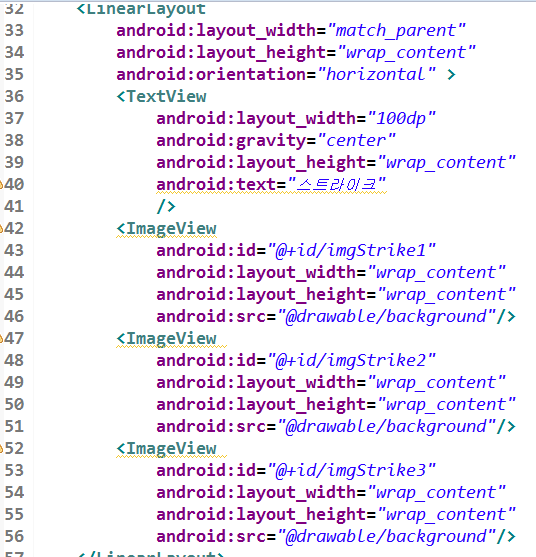 32 <LinearLayout
33 android:layout_width="match_parent"
34 android:layout_height="wrap_content"
35 android:orientation="horizontal" >
36 <TextView
37 android:layout_width="100dp"
38 android:gravity="center"
39 android:layout_height="wrap_content"
40 android:text="스트라이크"
41 />
42 <ImageView
43 android:id="@+id/imgStrike1"
44 android:layout_width="wrap_content"
45 android:layout_height="wrap_content"
46 android:src="@drawable/background"/>
47 <ImageView
48 android:id="@+id/imgStrike2"
49 android:layout_width="wrap_content"
50 android:layout_height="wrap_content"
51 android:src="@drawable/background"/>
52 <ImageView
53 android:id="@+id/imgStrike3"
54 android:layout_width="wrap_content"
55 android:layout_height="wrap_content"
56 android:src="@drawable/background"/>
57 </LinearLayout>